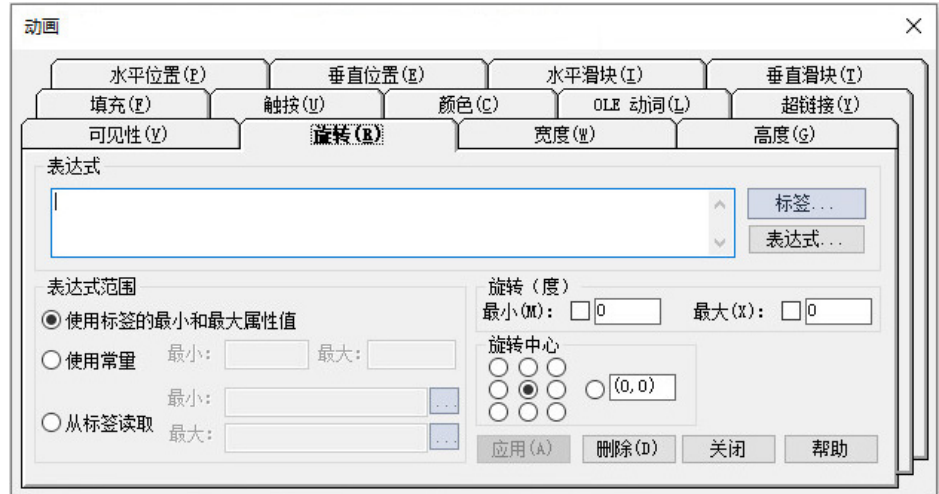 动画
水平位置(P) 垂直位置(E) 水平滑块(I) 垂直滑块(T)
填充(F) 触按(U) 颜色(C) OLE 动词(L) 超链接(Y)
可见性(V) 旋转(R) 宽度(W) 高度(G)
表达式
标签...
表达式...
表达式范围
使用标签的最小和最大属性值
使用常量 最小: 最大:
从标签读取 最小: ...
最大: ...
旋转（度）
最小(M): 0 最大(X): 0
旋转中心
(0,0)
应用(A) 删除(D) 关闭 帮助